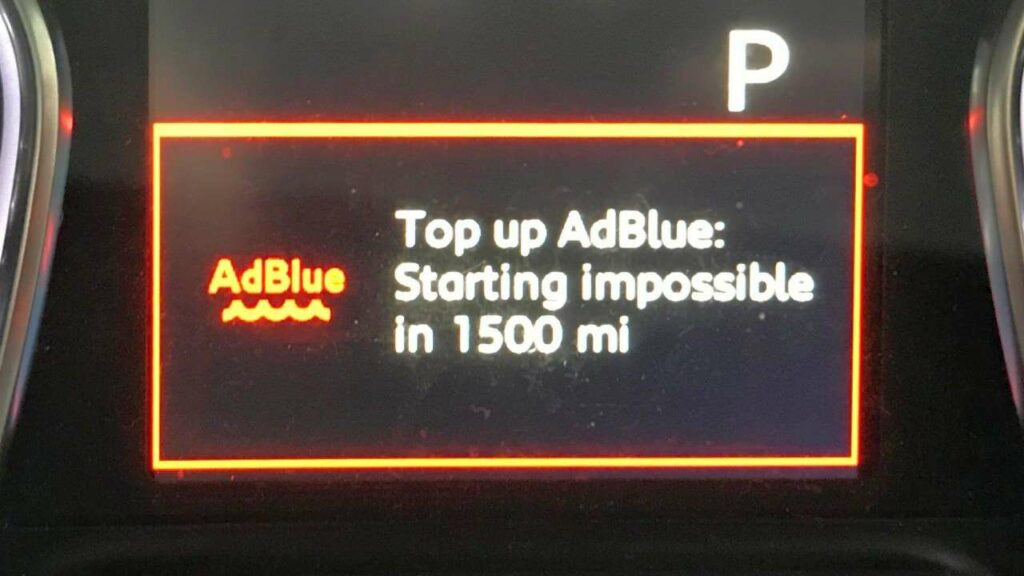 P
AdBlue
Top up AdBlue:
Starting impossible
in 1500 mi